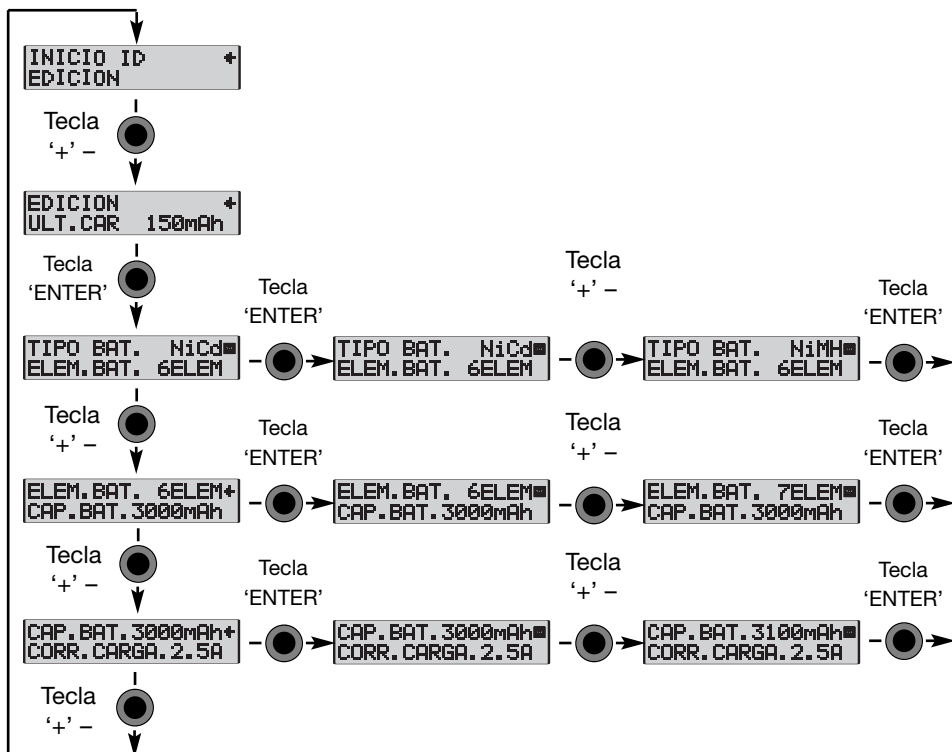 INICIO ID
EDICION
Tecla
‘+’ –
EDICION
ULT.CAR 150mAh
Tecla
‘ENTER’
Tecla
‘ENTER’
Tecla
‘+’ –
Tecla
‘ENTER’
TIPO BAT. NiCd
ELEM.BAT. 6ELEM
TIPO BAT. NiCd
ELEM.BAT. 6ELEM
TIPO BAT. NiMH
ELEM.BAT. 6ELEM
Tecla
‘+’ –
Tecla
‘ENTER’
Tecla
‘+’ –
Tecla
‘ENTER’
ELEM.BAT. 6ELEM
CAP.BAT.3000mAh
ELEM.BAT. 6ELEM
CAP.BAT.3000mAh
ELEM.BAT. 7ELEM
CAP.BAT.3000mAh
Tecla
‘+’ –
Tecla
‘ENTER’
Tecla
‘+’ –
Tecla
‘ENTER’
CAP.BAT.3000mAh
CORR.CARGA.2.5A
CAP.BAT.3000mAh
CORR.CARGA.2.5A
CAP.BAT.3100mAh
CORR.CARGA.2.5A
Tecla
‘+’ –